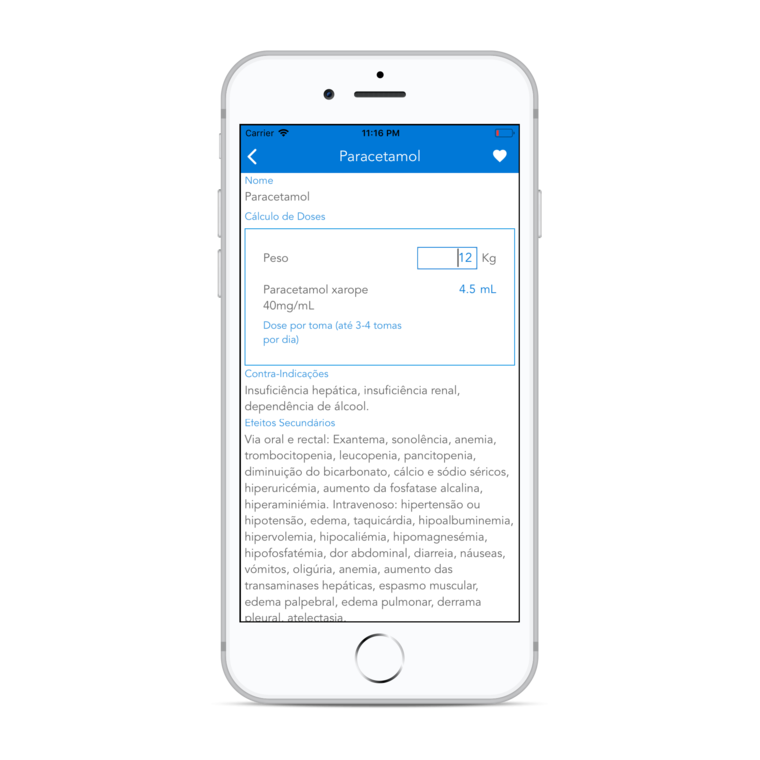 Carrier
11:16 PM
Paracetamol
Nome
Paracetamol
Cálculo de Doses
Peso
12 Kg
Paracetamol xarope
40mg/mL
4.5 mL
Dose por toma (até 3-4 tomas
por dia)
Contra-Indicações
Insuficiência hepática, insuficiência renal,
dependência de álcool.
Efeitos Secundários
Via oral e rectal: Exantema, sonolência, anemia,
trombocitopenia, leucopenia, pancitopenia,
diminuição do bicarbonato, cálcio e sódio séricos,
hiperuricémia, aumento da fosfatase alcalina,
hiperaminiémia. Intravenoso: hipertensão ou
hipotensão, edema, taquicárdia, hipoalbuminemia,
hipervolemia, hipocaliémia, hipomagnesémia,
hipofosfatémia, dor abdominal, diarreia, náuseas,
vómitos, oligúria, anemia, aumento das
transaminases hepáticas, espasmo muscular,
edema palpebral, edema pulmonar, derrama
pleural, atelectasia.